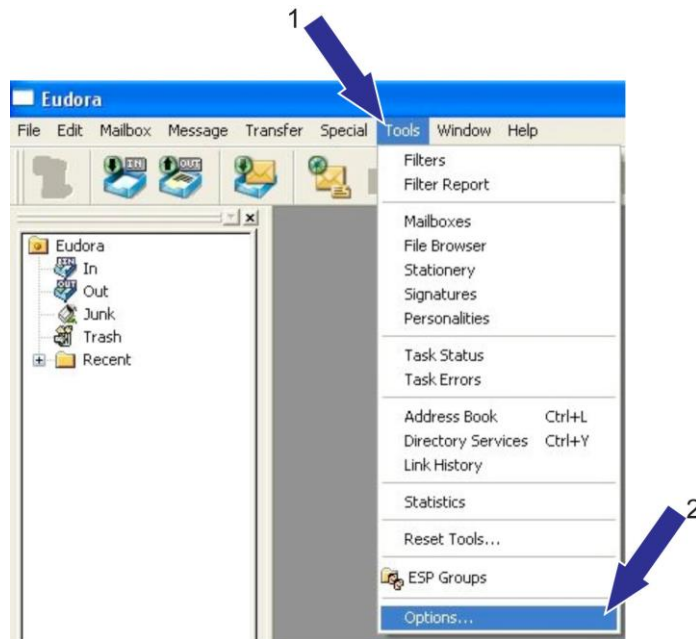 1
Eudora
File Edit Mailbox Message Transfer Special Tools Window Help
IN OUT
Filters
Filter Report
Mailboxes
File Browser
Stationery
Signatures
Personalities
Task Status
Task Errors
Address Book Ctrl+L
Directory Services Ctrl+Y
Link History
Statistics
Reset Tools...
ESP Groups
Options...
2
Eudora
In
Out
Junk
Trash
Recent